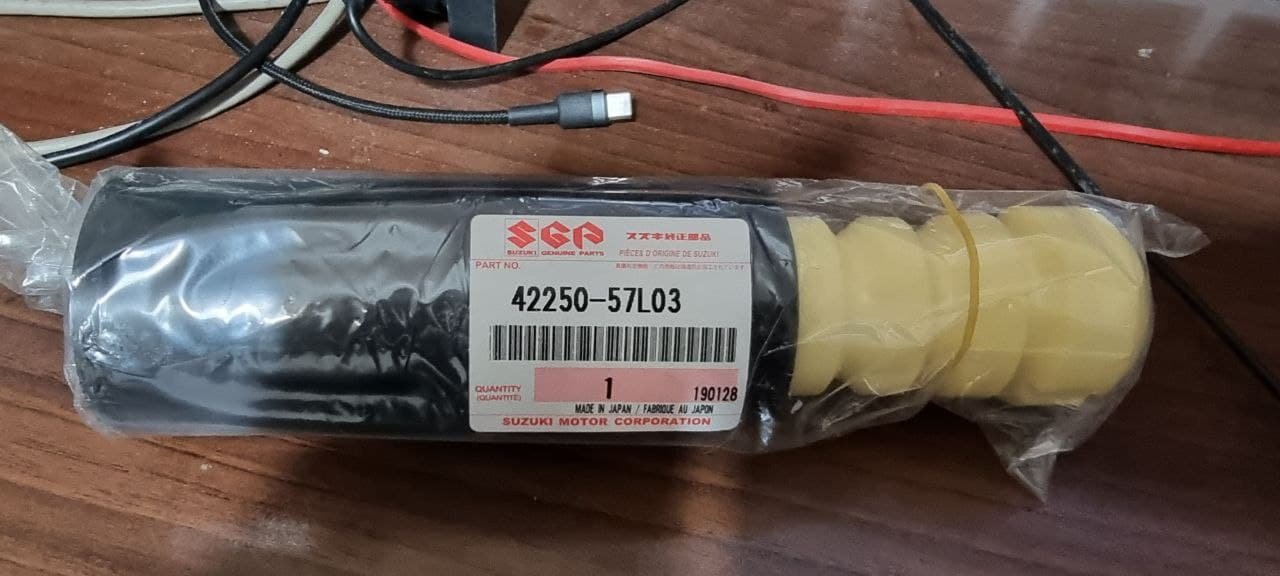 SGP
スズキ純正部品
SUZUKI GENUINE PARTS
PIÈCES D'ORIGINE DE SUZUKI
PART NO.
42250-57L03
QUANTITY
(QUANTITÉ)
1
190128
MADE IN JAPAN / FABRIQUE AU JAPON
SUZUKI MOTOR CORPORATION